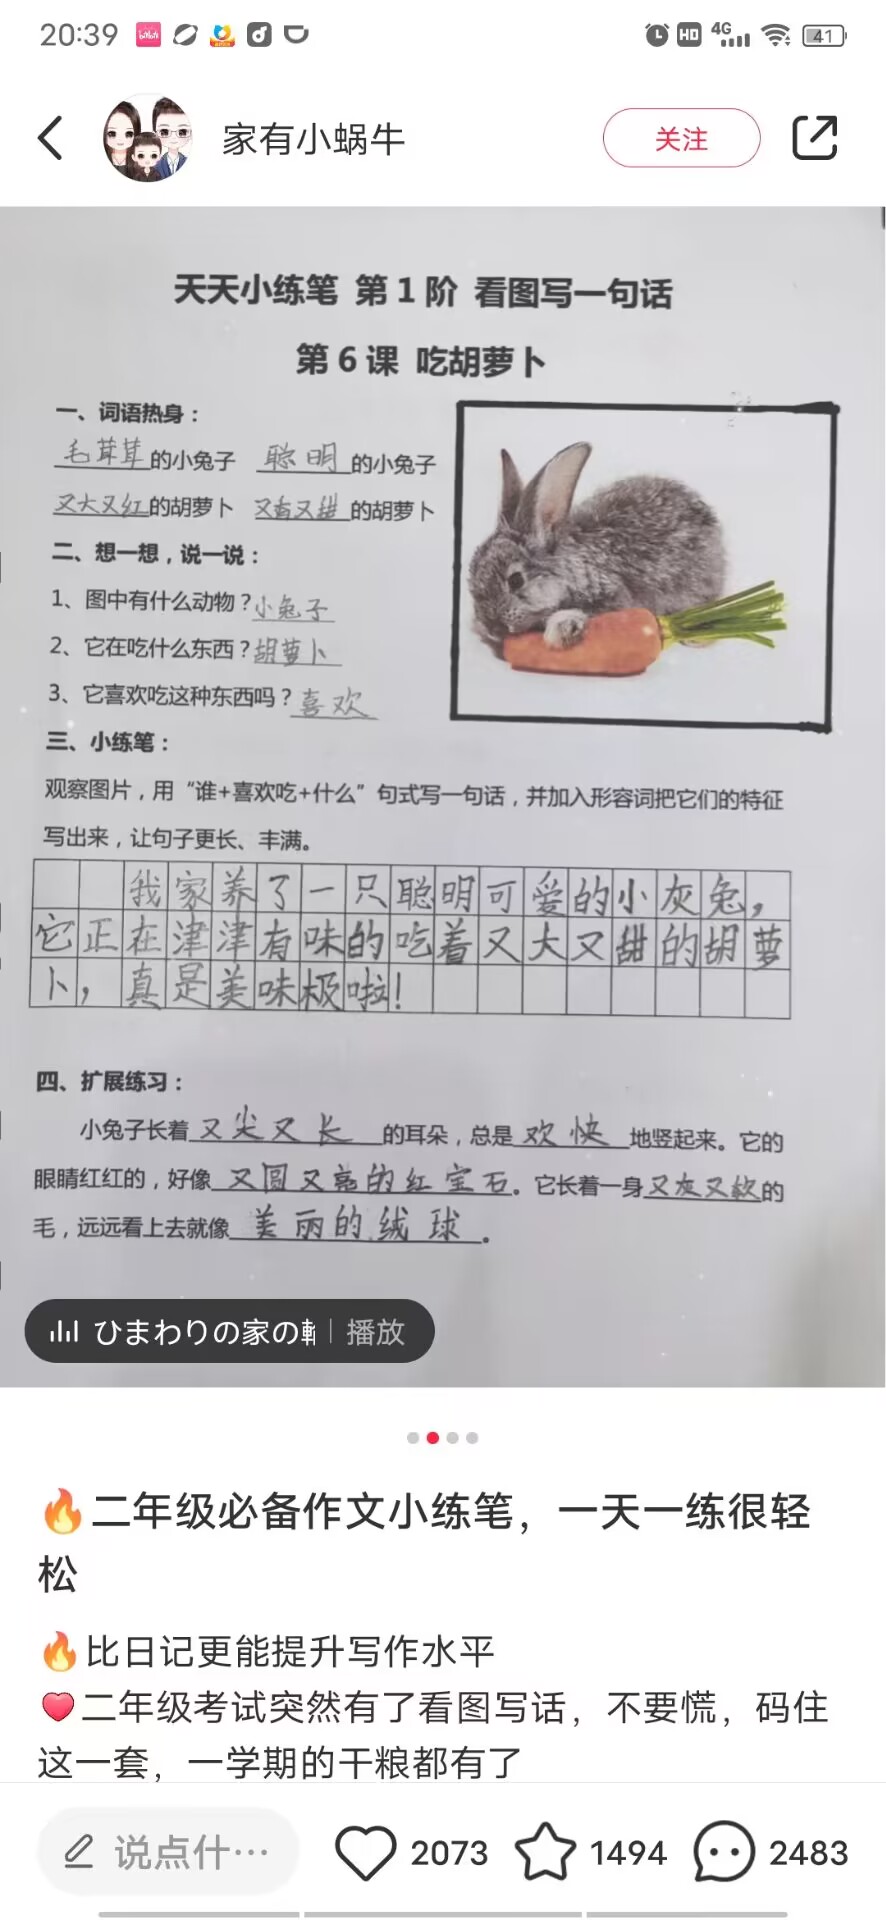 20:39
bilibili
HD 4G 41
家有小蜗牛
关注
天天小练笔 第1阶 看图写一句话
第6课 吃胡萝卜
一、词语热身：
毛茸茸的小兔子 聪明的小兔子
又大又红的胡萝卜 又香又甜的胡萝卜
二、想一想，说一说：
1、图中有什么动物？小兔子
2、它在吃什么东西？胡萝卜
3、它喜欢吃这种东西吗？喜欢
三、小练笔：
观察图片，用“谁+喜欢吃+什么”句式写一句话，并加入形容词把它们的特征
写出来，让句子更长、丰满。
我家养了一只聪明可爱的小灰兔，
它正在津津有味的吃着又大又甜的胡萝
卜，真是美味极啦！
四、扩展练习：
小兔子长着又尖又长的耳朵，总是欢快地竖起来。它的
眼睛红红的，好像又圆又亮的红宝石。它长着一身又灰又软的
毛，远远看上去就像美丽的绒球。
ひまわりの家の 播放
🔥二年级必备作文小练笔，一天一练很轻
松
🔥比日记更能提升写作水平
❤️二年级考试突然有了看图写话，不要慌，码住
这一套，一学期的干粮都有了
说点什… 2073 1494 2483